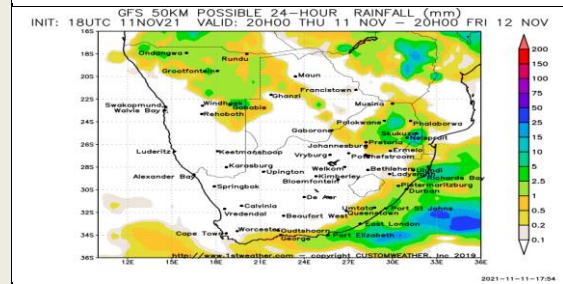 GFS 50KM POSSIBLE 24-HOUR RAINFALL (mm)
INIT: 18UTC 11NOV21 VALID: 20H00 THU 11 NOV - 20H00 FRI 12 NOV
16S
18S
20S
22S
24S
26S
28S
30S
32S
34S
36S
Ondangwa
Rundu
Grootfontein
Maun
Ghanzi
Francistown
Swakopmund
Walvis Bay
Windhoek
Gobabis
Rehoboth
Musina
Polokwane
Phalaborwa
Gaborone
Skukuza
Nelspruit
Johannesburg
Pretoria
Luderitz
Keetmanshoop
Vryburg
Potchefstroom
Ermelo
Karasburg
Upington
Welkom
Bethlehem
Ladysmith
Richards Bay
Alexander Bay
Kimberley
Bloemfontein
Springbok
Pietermaritzburg
Durban
De Aar
Calvinia
Vredendal
Beaufort West
Umtata
Port St Johns
Queenstown
East London
Cape Town
Worcester
Oudtshoorn
George
Port Elizabeth
http://www.1stweather.com - copyright CUSTOMWEATHER, Inc 2019
12E
15E
18E
21E
24E
27E
30E
33E
36E
200
150
100
75
50
25
15
10
5
2.5
1
0.5
0.2
0.1
2021-11-11-17:54